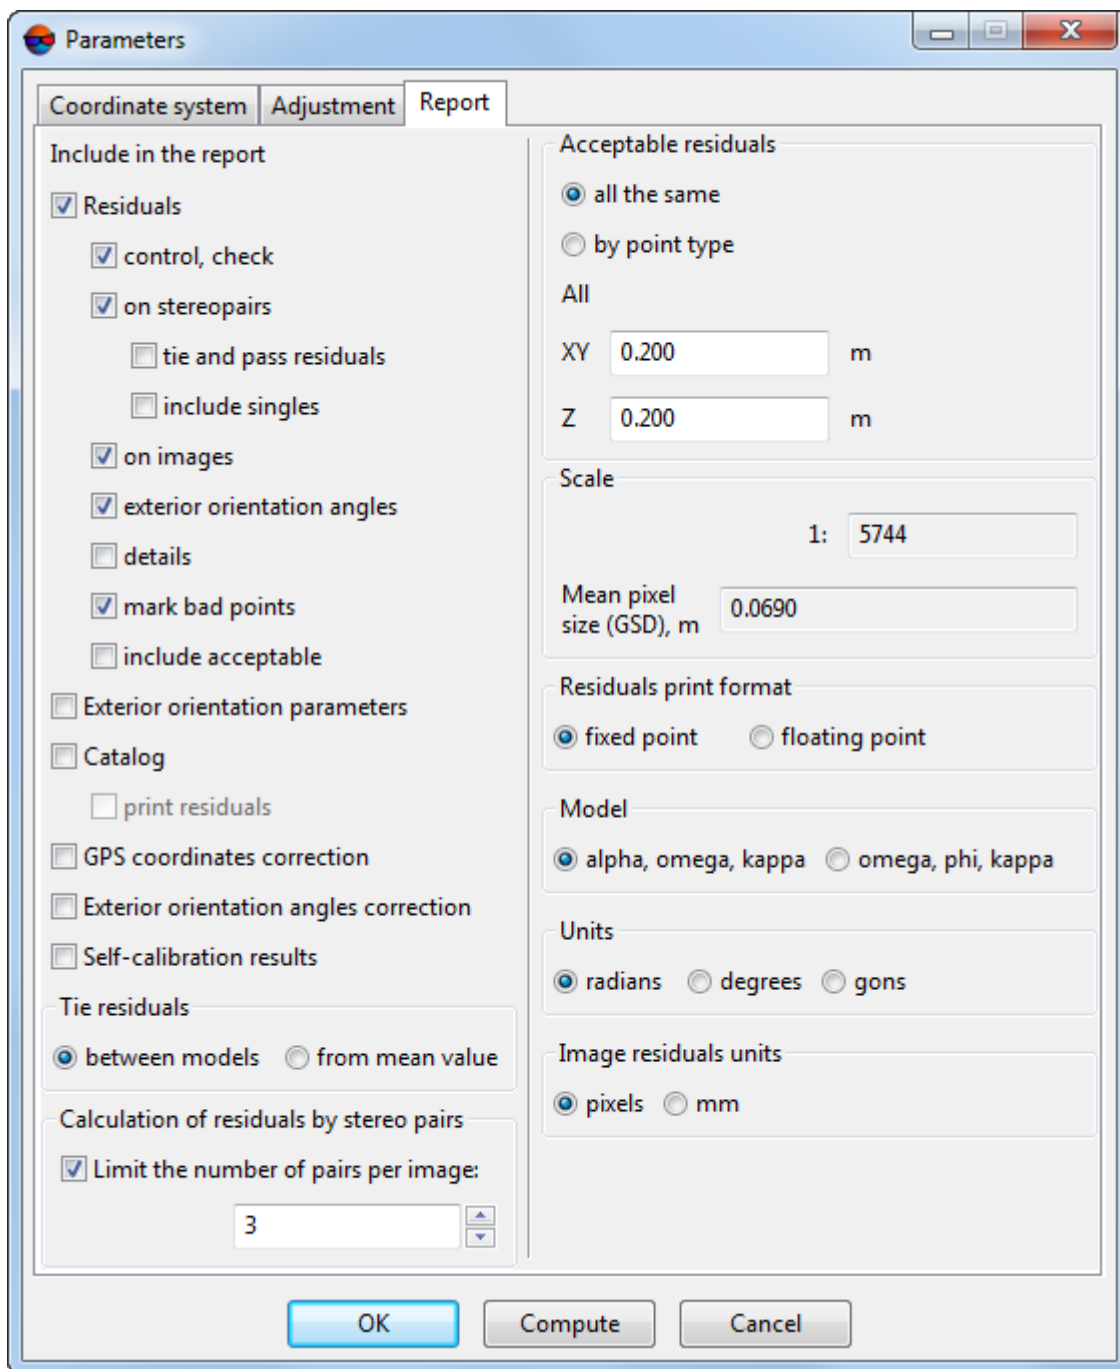 Parameters
Coordinate system
Adjustment
Report
Include in the report
Residuals
control, check
on stereopairs
tie and pass residuals
include singles
on images
exterior orientation angles
details
mark bad points
include acceptable
Exterior orientation parameters
Catalog
print residuals
GPS coordinates correction
Exterior orientation angles correction
Self-calibration results
Tie residuals
between models
from mean value
Calculation of residuals by stereo pairs
Limit the number of pairs per image:
3
Acceptable residuals
all the same
by point type
All
XY 0.200 m
Z 0.200 m
Scale
1: 5744
Mean pixel
size (GSD), m 0.0690
Residuals print format
fixed point
floating point
Model
alpha, omega, kappa
omega, phi, kappa
Units
radians
degrees
gons
Image residuals units
pixels
mm
OK
Compute
Cancel